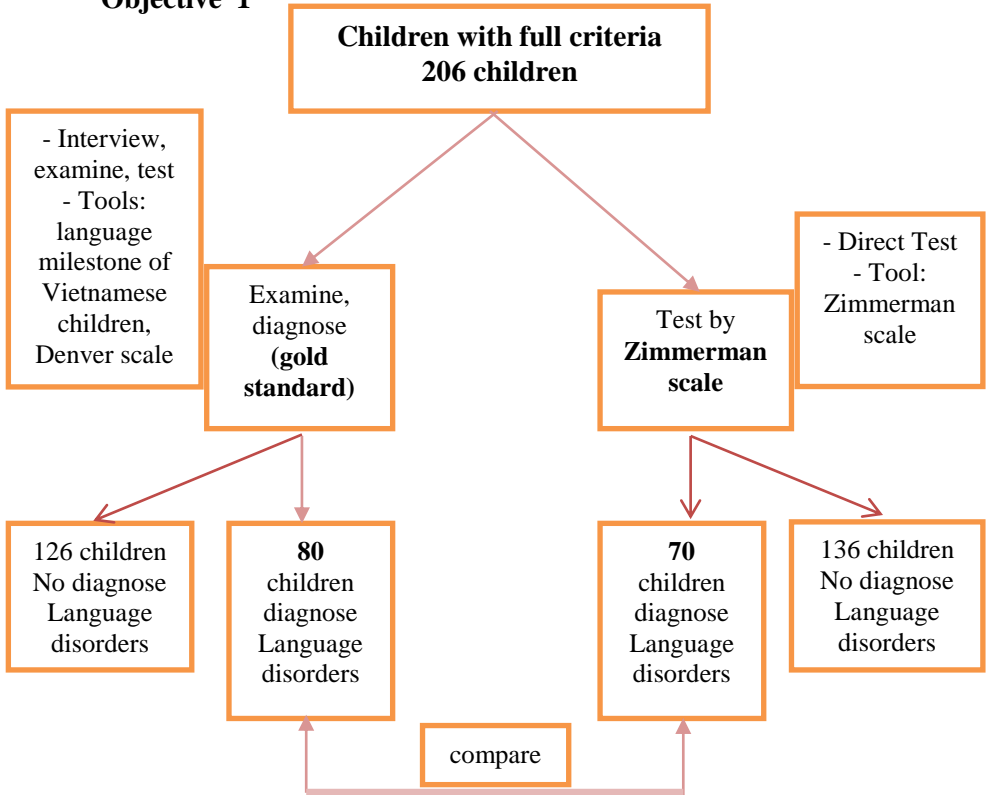 Objective 1
Children with full criteria
206 children
- Interview,
examine, test
- Tools:
language
milestone of
Vietnamese
children,
Denver scale
Examine,
diagnose
(gold
standard)
Test by
Zimmerman
scale
- Direct Test
- Tool:
Zimmerman
scale
126 children
No diagnose
Language
disorders
80
children
diagnose
Language
disorders
70
children
diagnose
Language
disorders
136 children
No diagnose
Language
disorders
compare